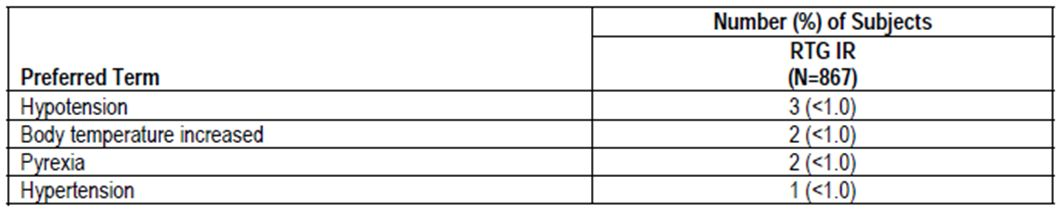 Number (%) of Subjects
RTG IR
Preferred Term (N=867)
Hypotension 3 (<1.0)
Body temperature increased 2 (<1.0)
Pyrexia 2 (<1.0)
Hypertension 1 (<1.0)